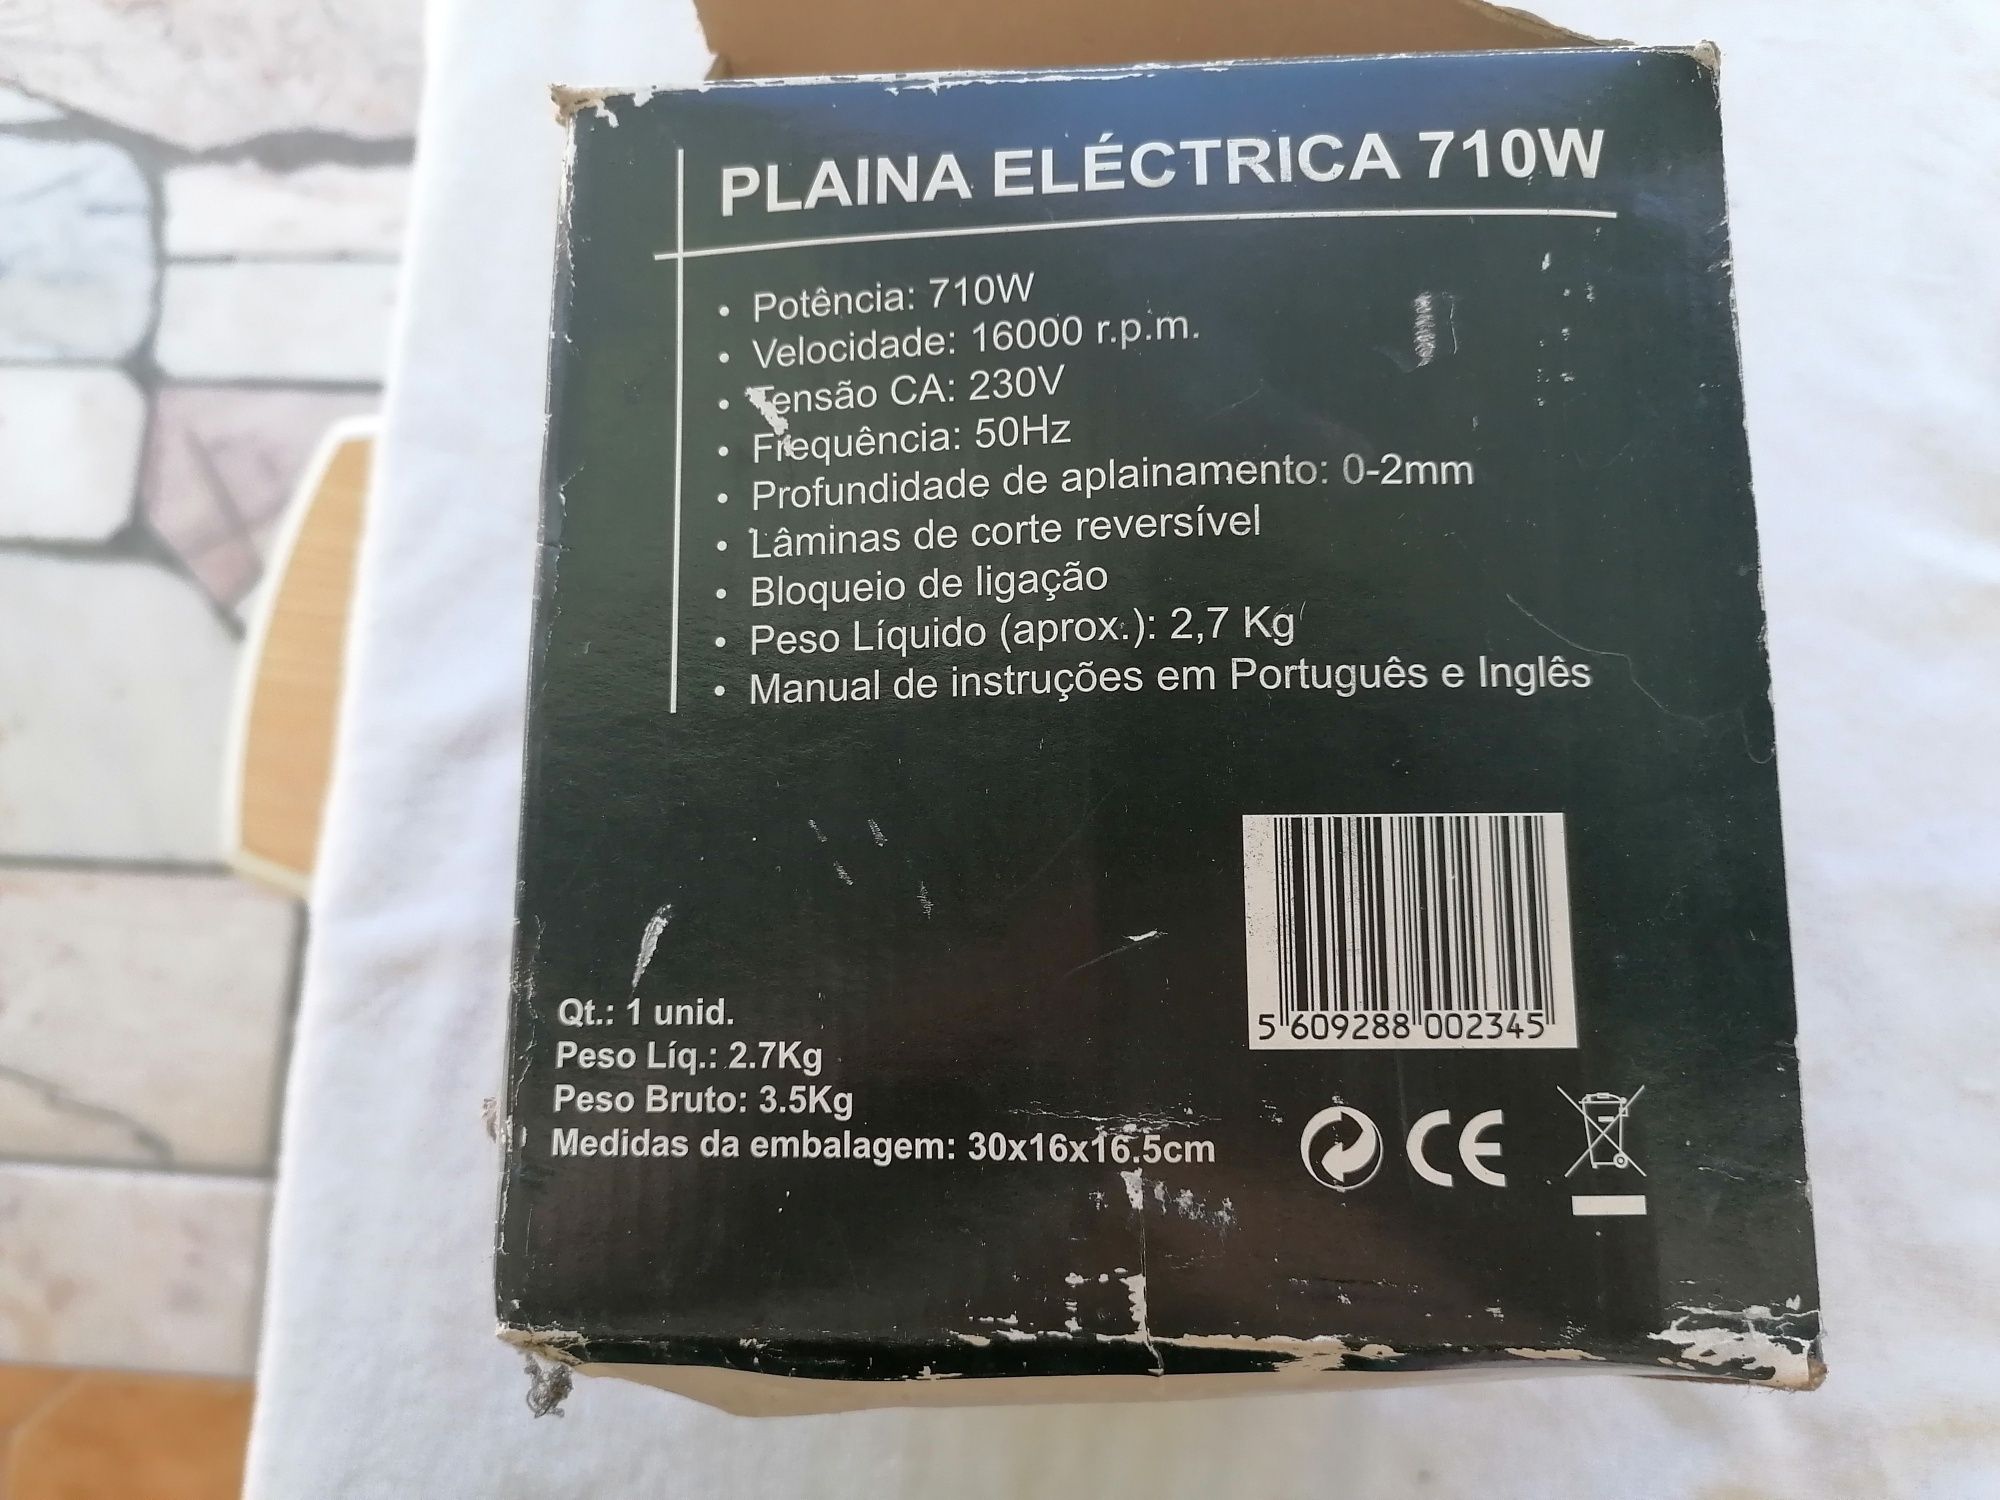 PLAINA ELÉCTRICA 710W
• Potência: 710W
• Velocidade: 16000 r.p.m.
• Tensão CA: 230V
• Frequência: 50Hz
• Profundidade de aplainamento: 0-2mm
• Lâminas de corte reversível
• Bloqueio de ligação
• Peso Líquido (aprox.): 2,7 Kg
• Manual de instruções em Português e Inglês
5 609288 002345
Qt.: 1 unid.
Peso Líq.: 2.7Kg
Peso Bruto: 3.5Kg
Medidas da embalagem: 30x16x16.5cm
CE